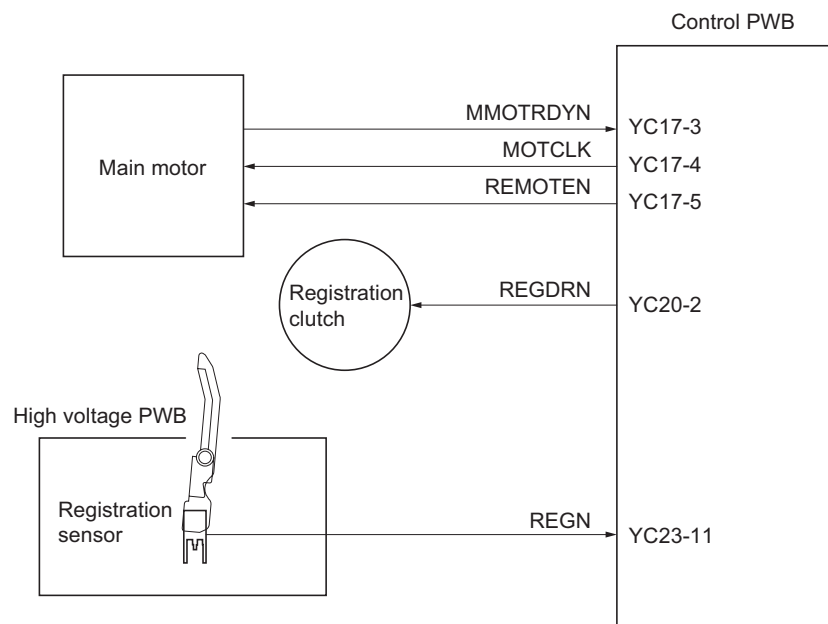 Control PWB
MMOTRDYN
YC17-3
Main motor
MOTCLK
YC17-4
REMOTEN
YC17-5
Registration
clutch
REGDRN
YC20-2
High voltage PWB
Registration
sensor
REGN
YC23-11